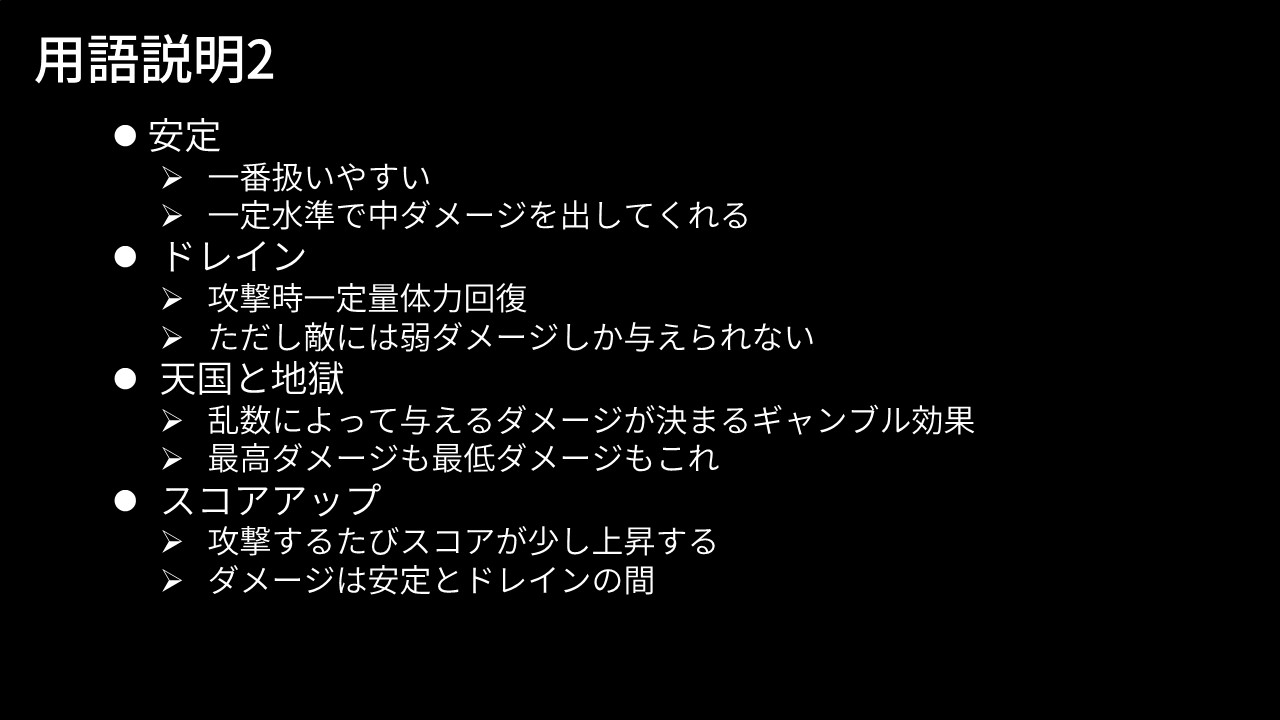 用語説明2
● 安定
➢ 一番扱いやすい
➢ 一定水準で中ダメージを出してくれる
● ドレイン
➢ 攻撃時一定量体力回復
➢ ただし敵には弱ダメージしか与えられない
● 天国と地獄
➢ 乱数によって与えるダメージが決まるギャンブル効果
➢ 最高ダメージも最低ダメージもこれ
● スコアアップ
➢ 攻撃するたびスコアが少し上昇する
➢ ダメージは安定とドレインの間